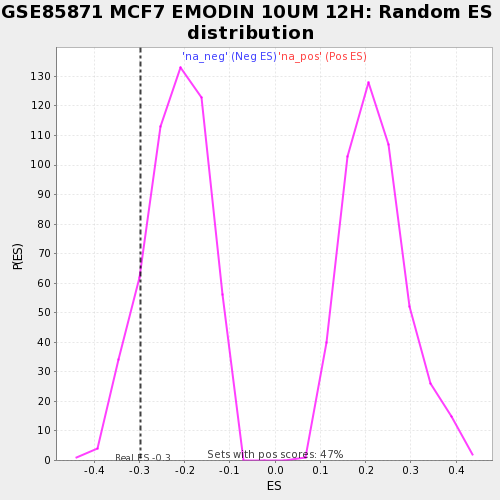 GSE85871 MCF7 EMODIN 10UM 12H: Random ES
distribution
'na_neg' (Neg ES) 'na_pos' (Pos ES)
130
120
110
100
90
80
70
60
50
40
30
20
10
0
P(ES)
Real ES -0.3
Sets with pos scores: 47%
-0.4 -0.3 -0.2 -0.1 0.0 0.1 0.2 0.3 0.4
ES